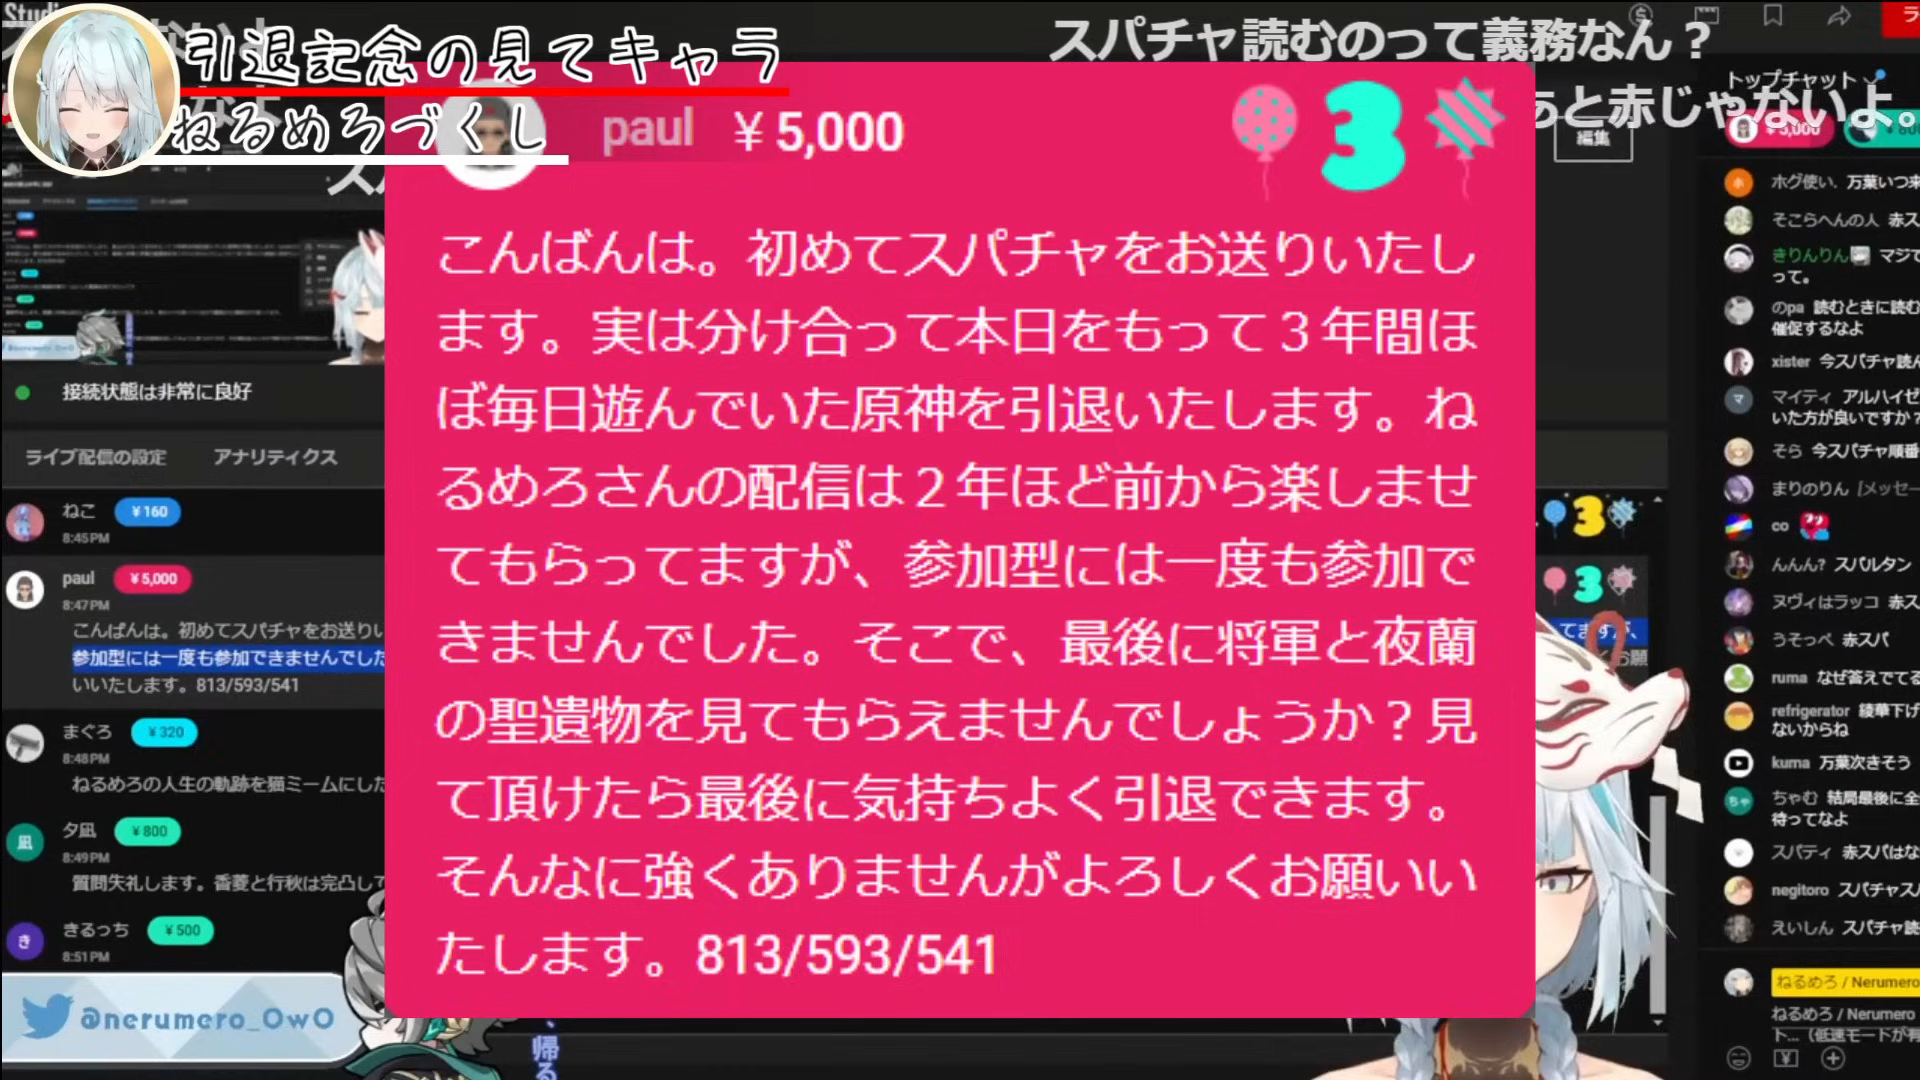 引退記念の見てキャラ
ねるめろづくし
スパチャ読むのって義務なん？
あと赤じゃないよ。
トップチャット
編集
paul ￥5,000
3
こんばんは。初めてスパチャをお送りいたし
ます。実は分け合って本日をもって３年間ほ
ぼ毎日遊んでいた原神を引退いたします。ね
るめろさんの配信は２年ほど前から楽しませ
てもらってますが、参加型には一度も参加で
きませんでした。そこで、最後に将軍と夜蘭
の聖遺物を見てもらえませんでしょうか？見
て頂けたら最後に気持ちよく引退できます。
そんなに強くありませんがよろしくお願いい
たします。813/593/541
接続状態は非常に良好
ライブ配信の設定 アナリティクス
ねこ ￥160
8:45PM
paul ￥5,000
8:47PM
こんばんは。初めてスパチャをお送りい
参加型には一度も参加できませんでした
いいたします。813/593/541
まぐろ ￥320
8:48PM
ねるめろの人生の軌跡を猫ミームにした
夕凪 ￥800
8:49PM
質問失礼します。香菱と行秋は完凸して
きるっち ￥500
8:51PM
@nerumero_OwO
、帰る
3
3
￥5,000
ホグ使い、 万葉いつ来
そこらへんの人 赤ス
きりんりん マジで
って。
のpa 読むときに読む
催促するなよ
xister 今スパチャ読ん
マイティ アルハイゼ
いた方が良いですか？
そら 今スパチャ順番
まりのりん [メッセー
co
んんん? スパルタン
ヌヴィはラッコ 赤ス
うそっぺ 赤スパ
ruma なぜ答えでてる
refrigerator 綾華下げ
ないからね
kuma 万葉次きそう
ちゃむ 結局最後に全
待ってなよ
スパティ 赤スパはな
negitoro スパチャス
えいしん スパチャ読
ねるめろ / Nerumero
ねるめろ / Nerumero
ト...（低速モードが有